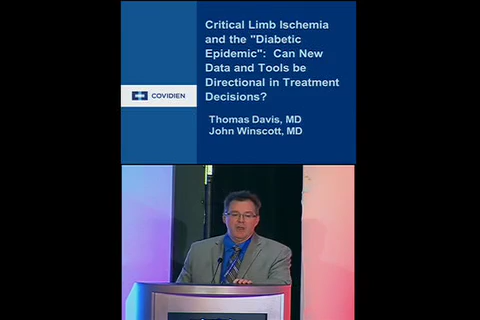 Critical Limb Ischemia
and the "Diabetic
Epidemic": Can New
Data and Tools be
Directional in Treatment
Decisions?
COVIDIEN
Thomas Davis, MD
John Winscott, MD